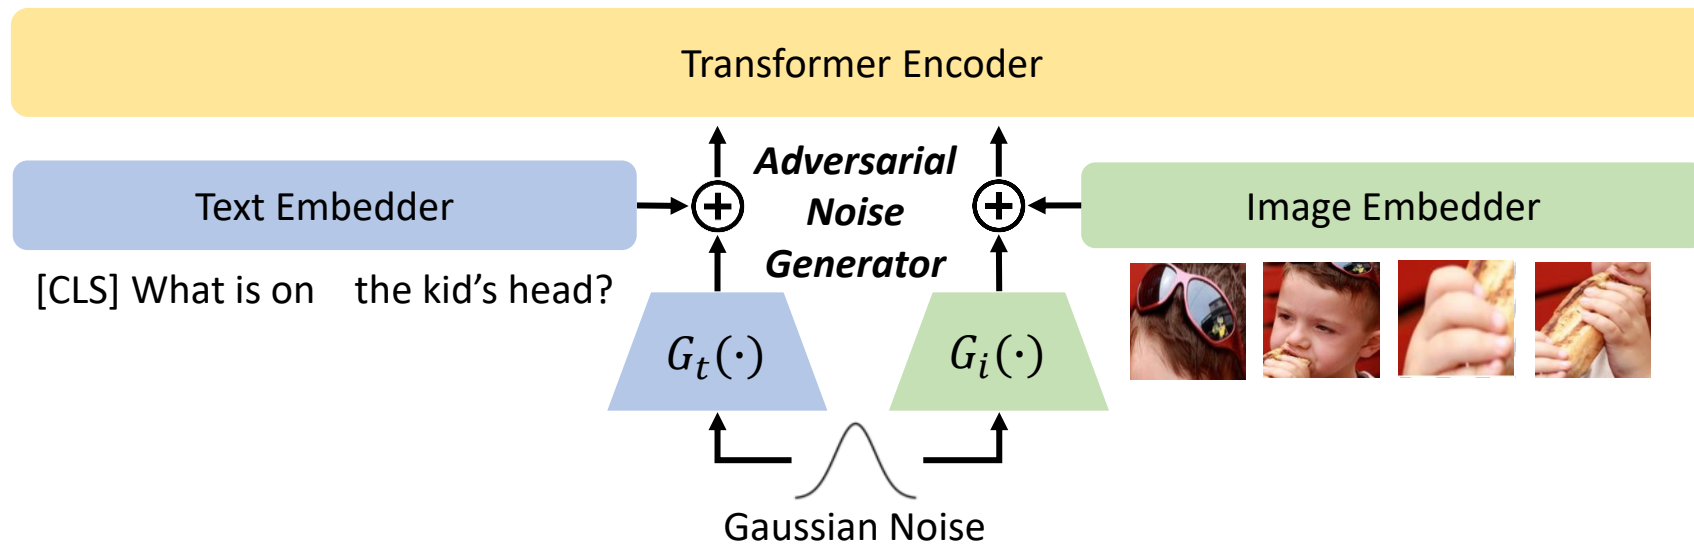 Transformer Encoder
Text Embedder
Adversarial
Noise
Generator
Image Embedder
[CLS] What is on the kid's head?
G_t(·)
G_i(·)
Gaussian Noise